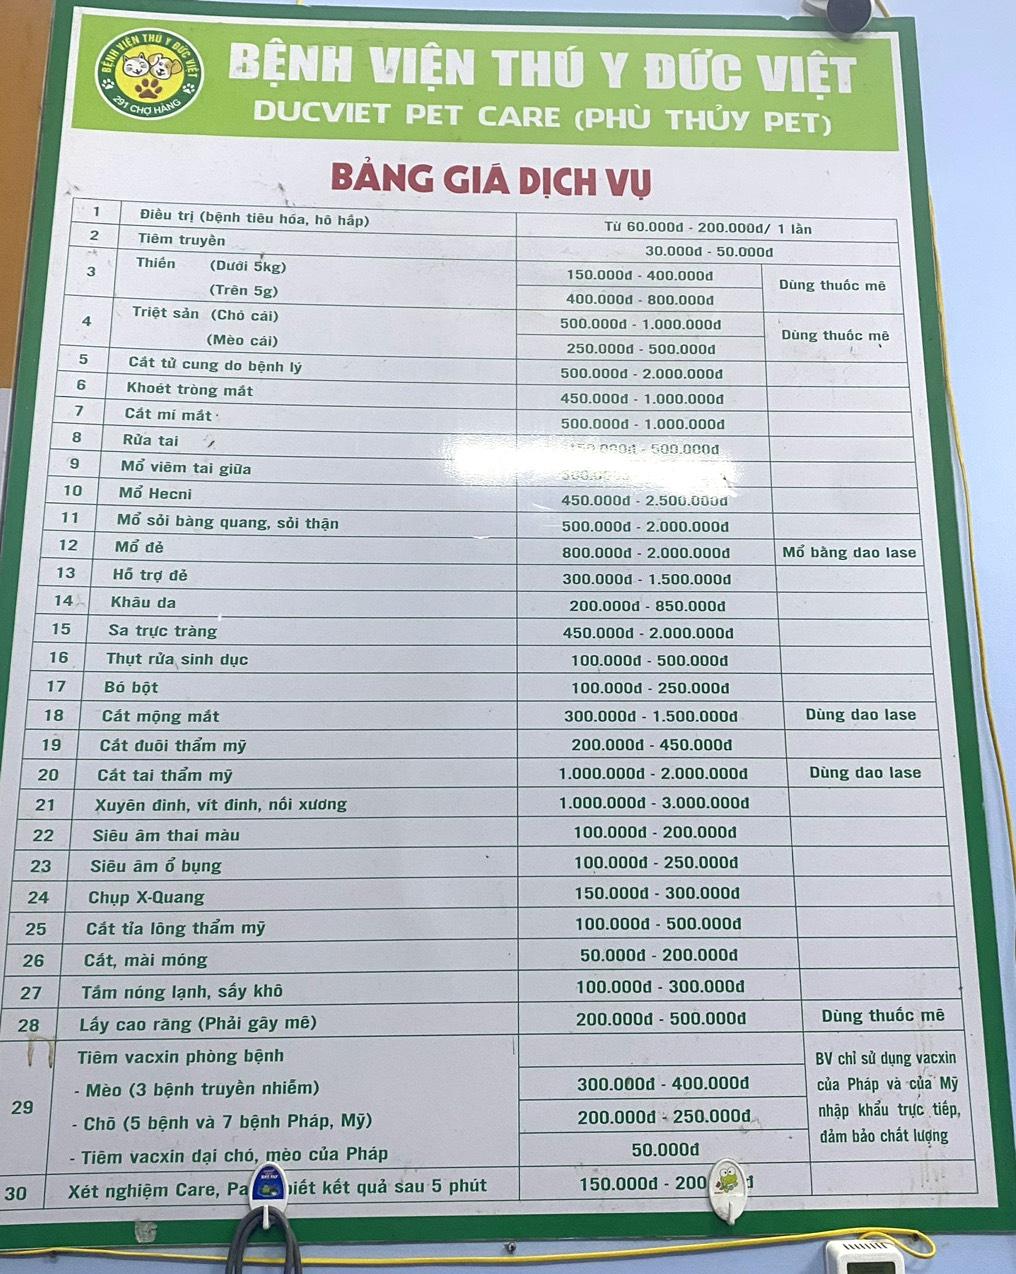 BỆNH VIỆN THÚ Y ĐỨC VIỆT
291 CHỢ HÀNG
BỆNH VIỆN THÚ Y ĐỨC VIỆT
DUCVIET PET CARE (PHÙ THỦY PET)
BẢNG GIÁ DỊCH VỤ
1 Điều trị (bệnh tiêu hóa, hô hấp) Từ 60.000đ - 200.000đ/ 1 lần
2 Tiêm truyền 30.000đ - 50.000đ
3 Thiến (Dưới 5kg) 150.000đ - 400.000đ Dùng thuốc mê
(Trên 5g) 400.000đ - 800.000đ
4 Triệt sản (Chó cái) 500.000đ - 1.000.000đ Dùng thuốc mê
(Mèo cái) 250.000đ - 500.000đ
5 Cắt tử cung do bệnh lý 500.000đ - 2.000.000đ
6 Khoét tròng mắt 450.000đ - 1.000.000đ
7 Cắt mí mắt 500.000đ - 1.000.000đ
8 Rửa tai - 500.000đ
9 Mổ viêm tai giữa
10 Mổ Hecni 450.000đ - 2.500.000đ
11 Mổ sỏi bàng quang, sỏi thận 500.000đ - 2.000.000đ
12 Mổ đẻ 800.000đ - 2.000.000đ Mổ bằng dao lase
13 Hỗ trợ đẻ 300.000đ - 1.500.000đ
14 Khâu da 200.000đ - 850.000đ
15 Sa trực tràng 450.000đ - 2.000.000đ
16 Thụt rửa sinh dục 100.000đ - 500.000đ
17 Bó bột 100.000đ - 250.000đ
18 Cắt mộng mắt 300.000đ - 1.500.000đ Dùng dao lase
19 Cắt đuôi thẩm mỹ 200.000đ - 450.000đ
20 Cắt tai thẩm mỹ 1.000.000đ - 2.000.000đ Dùng dao lase
21 Xuyên đinh, vít đinh, nối xương 1.000.000đ - 3.000.000đ
22 Siêu âm thai màu 100.000đ - 200.000đ
23 Siêu âm ổ bụng 100.000đ - 250.000đ
24 Chụp X-Quang 150.000đ - 300.000đ
25 Cắt tỉa lông thẩm mỹ 100.000đ - 500.000đ
26 Cắt, mài móng 50.000đ - 200.000đ
27 Tắm nóng lạnh, sấy khô 100.000đ - 300.000đ
28 Lấy cao răng (Phải gây mê) 200.000đ - 500.000đ Dùng thuốc mê
29 Tiêm vacxin phòng bệnh
- Mèo (3 bệnh truyền nhiễm) 300.000đ - 400.000đ
- Chõ (5 bệnh và 7 bệnh Pháp, Mỹ) 200.000đ - 250.000đ
- Tiêm vacxin dại chó, mèo của Pháp 50.000đ
BV chỉ sử dụng vacxin
của Pháp và của Mỹ
nhập khẩu trực tiếp,
đảm bảo chất lượng
30 Xét nghiệm Care, Pa biết kết quả sau 5 phút 150.000đ - 200